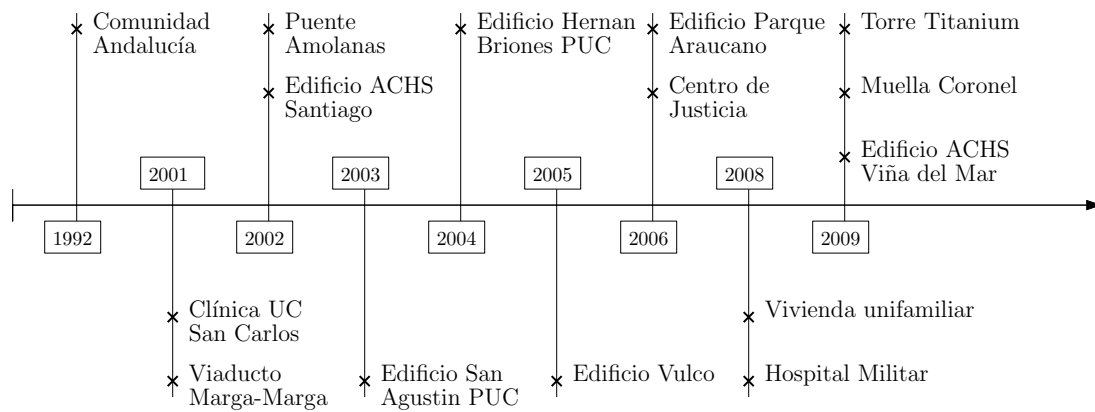 Comunidad
Andalucía
Puente
Amolanas
Edificio Hernan
Briones PUC
Edificio Parque
Araucano
Torre Titanium
Edificio ACHS
Santiago
Centro de
Justicia
Muella Coronel
Edificio ACHS
Viña del Mar
2001
2003
2005
2008
1992
2002
2004
2006
2009
Clínica UC
San Carlos
Vivienda unifamiliar
Viaducto
Marga-Marga
Edificio San
Agustin PUC
Edificio Vulco
Hospital Militar